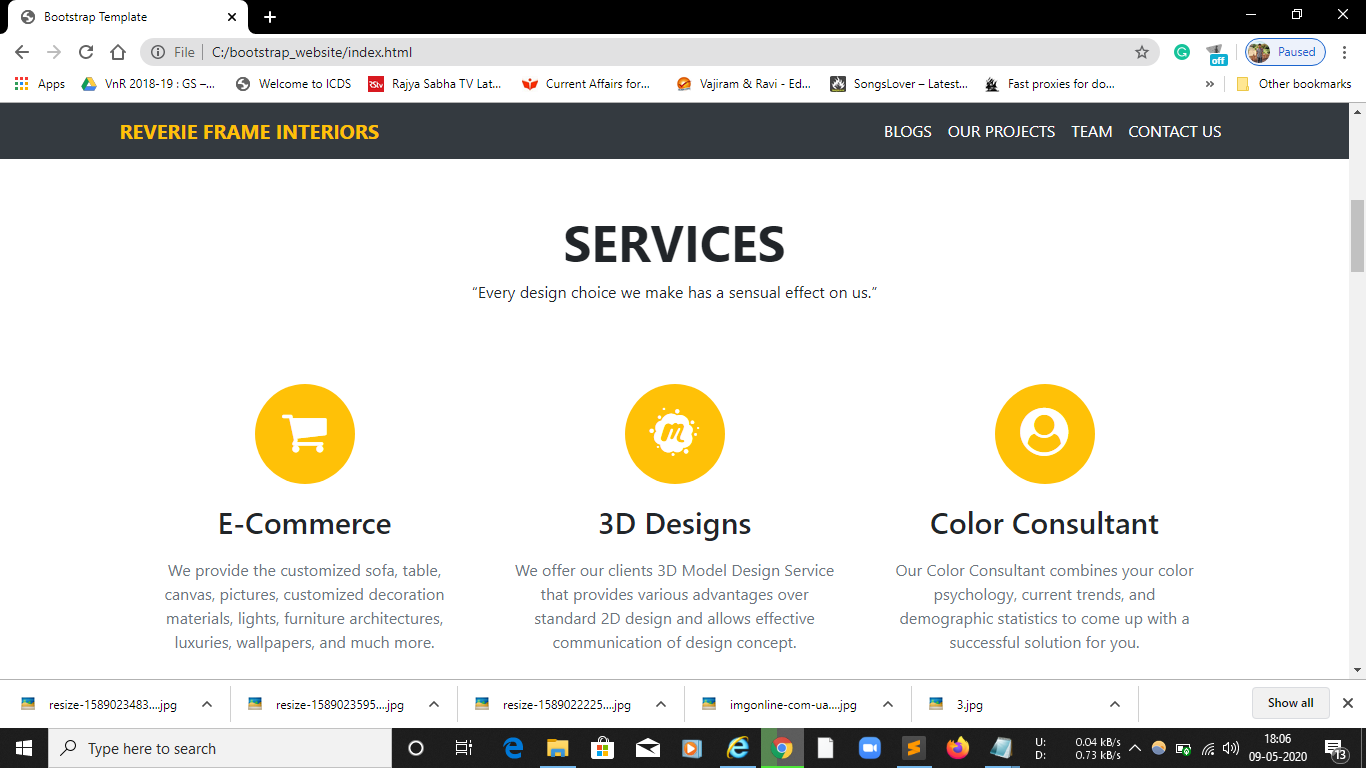 Bootstrap Template
File
C:/bootstrap_website/index.html
Paused
off
Apps
VnR 2018-19 : GS –...
Welcome to ICDS
Rajya Sabha TV Lat...
Current Affairs for...
Vajiram & Ravi - Ed...
SongsLover – Latest...
Fast proxies for do...
»
Other bookmarks
REVERIE FRAME INTERIORS
BLOGS
OUR PROJECTS
TEAM
CONTACT US
SERVICES
“Every design choice we make has a sensual effect on us.”
E-Commerce
We provide the customized sofa, table,
canvas, pictures, customized decoration
materials, lights, furniture architectures,
luxuries, wallpapers, and much more.
3D Designs
We offer our clients 3D Model Design Service
that provides various advantages over
standard 2D design and allows effective
communication of design concept.
Color Consultant
Our Color Consultant combines your color
psychology, current trends, and
demographic statistics to come up with a
successful solution for you.
resize-1589023483....jpg
resize-1589023595....jpg
resize-1589022225....jpg
imgonline-com-ua....jpg
3.jpg
Show all
Type here to search
U: 0.04 kB/s
D: 0.73 kB/s
18:06
09-05-2020
13